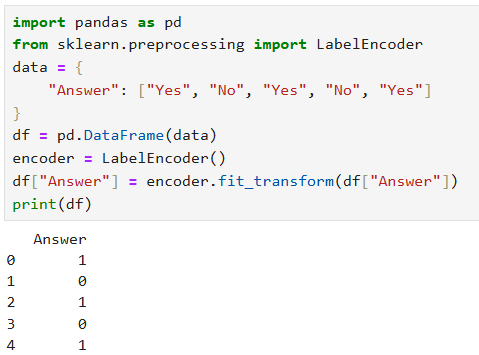 import pandas as pd
from sklearn.preprocessing import LabelEncoder
data = {
    "Answer": ["Yes", "No", "Yes", "No", "Yes"]
}
df = pd.DataFrame(data)
encoder = LabelEncoder()
df["Answer"] = encoder.fit_transform(df["Answer"])
print(df)
   Answer
0       1
1       0
2       1
3       0
4       1